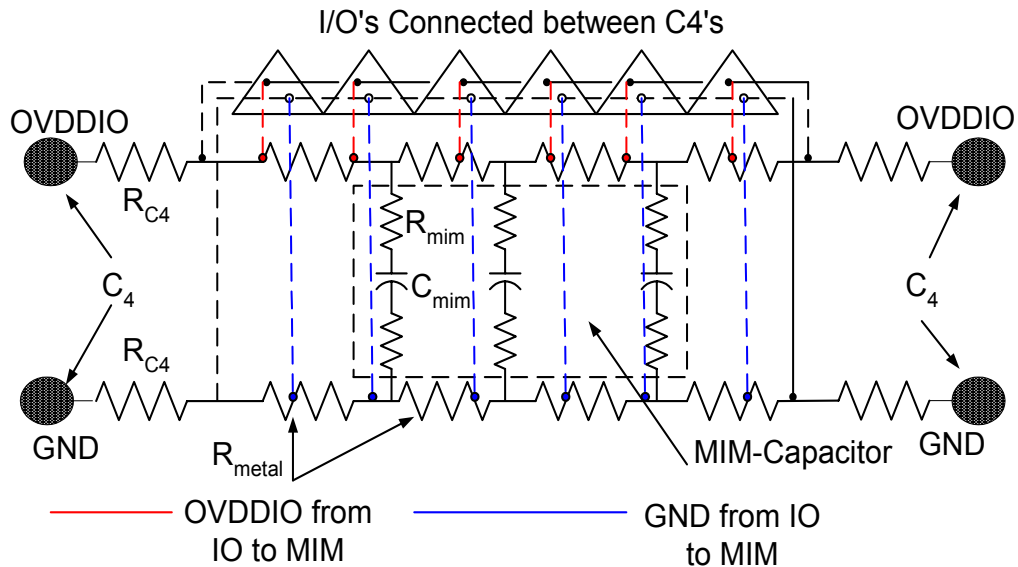 I/O's Connected between C4's
OVDDIO
OVDDIO
RC4
Rmim
C4
Cmim
C4
RC4
GND
GND
Rmetal
MIM-Capacitor
OVDDIO from
IO to MIM
GND from IO
to MIM